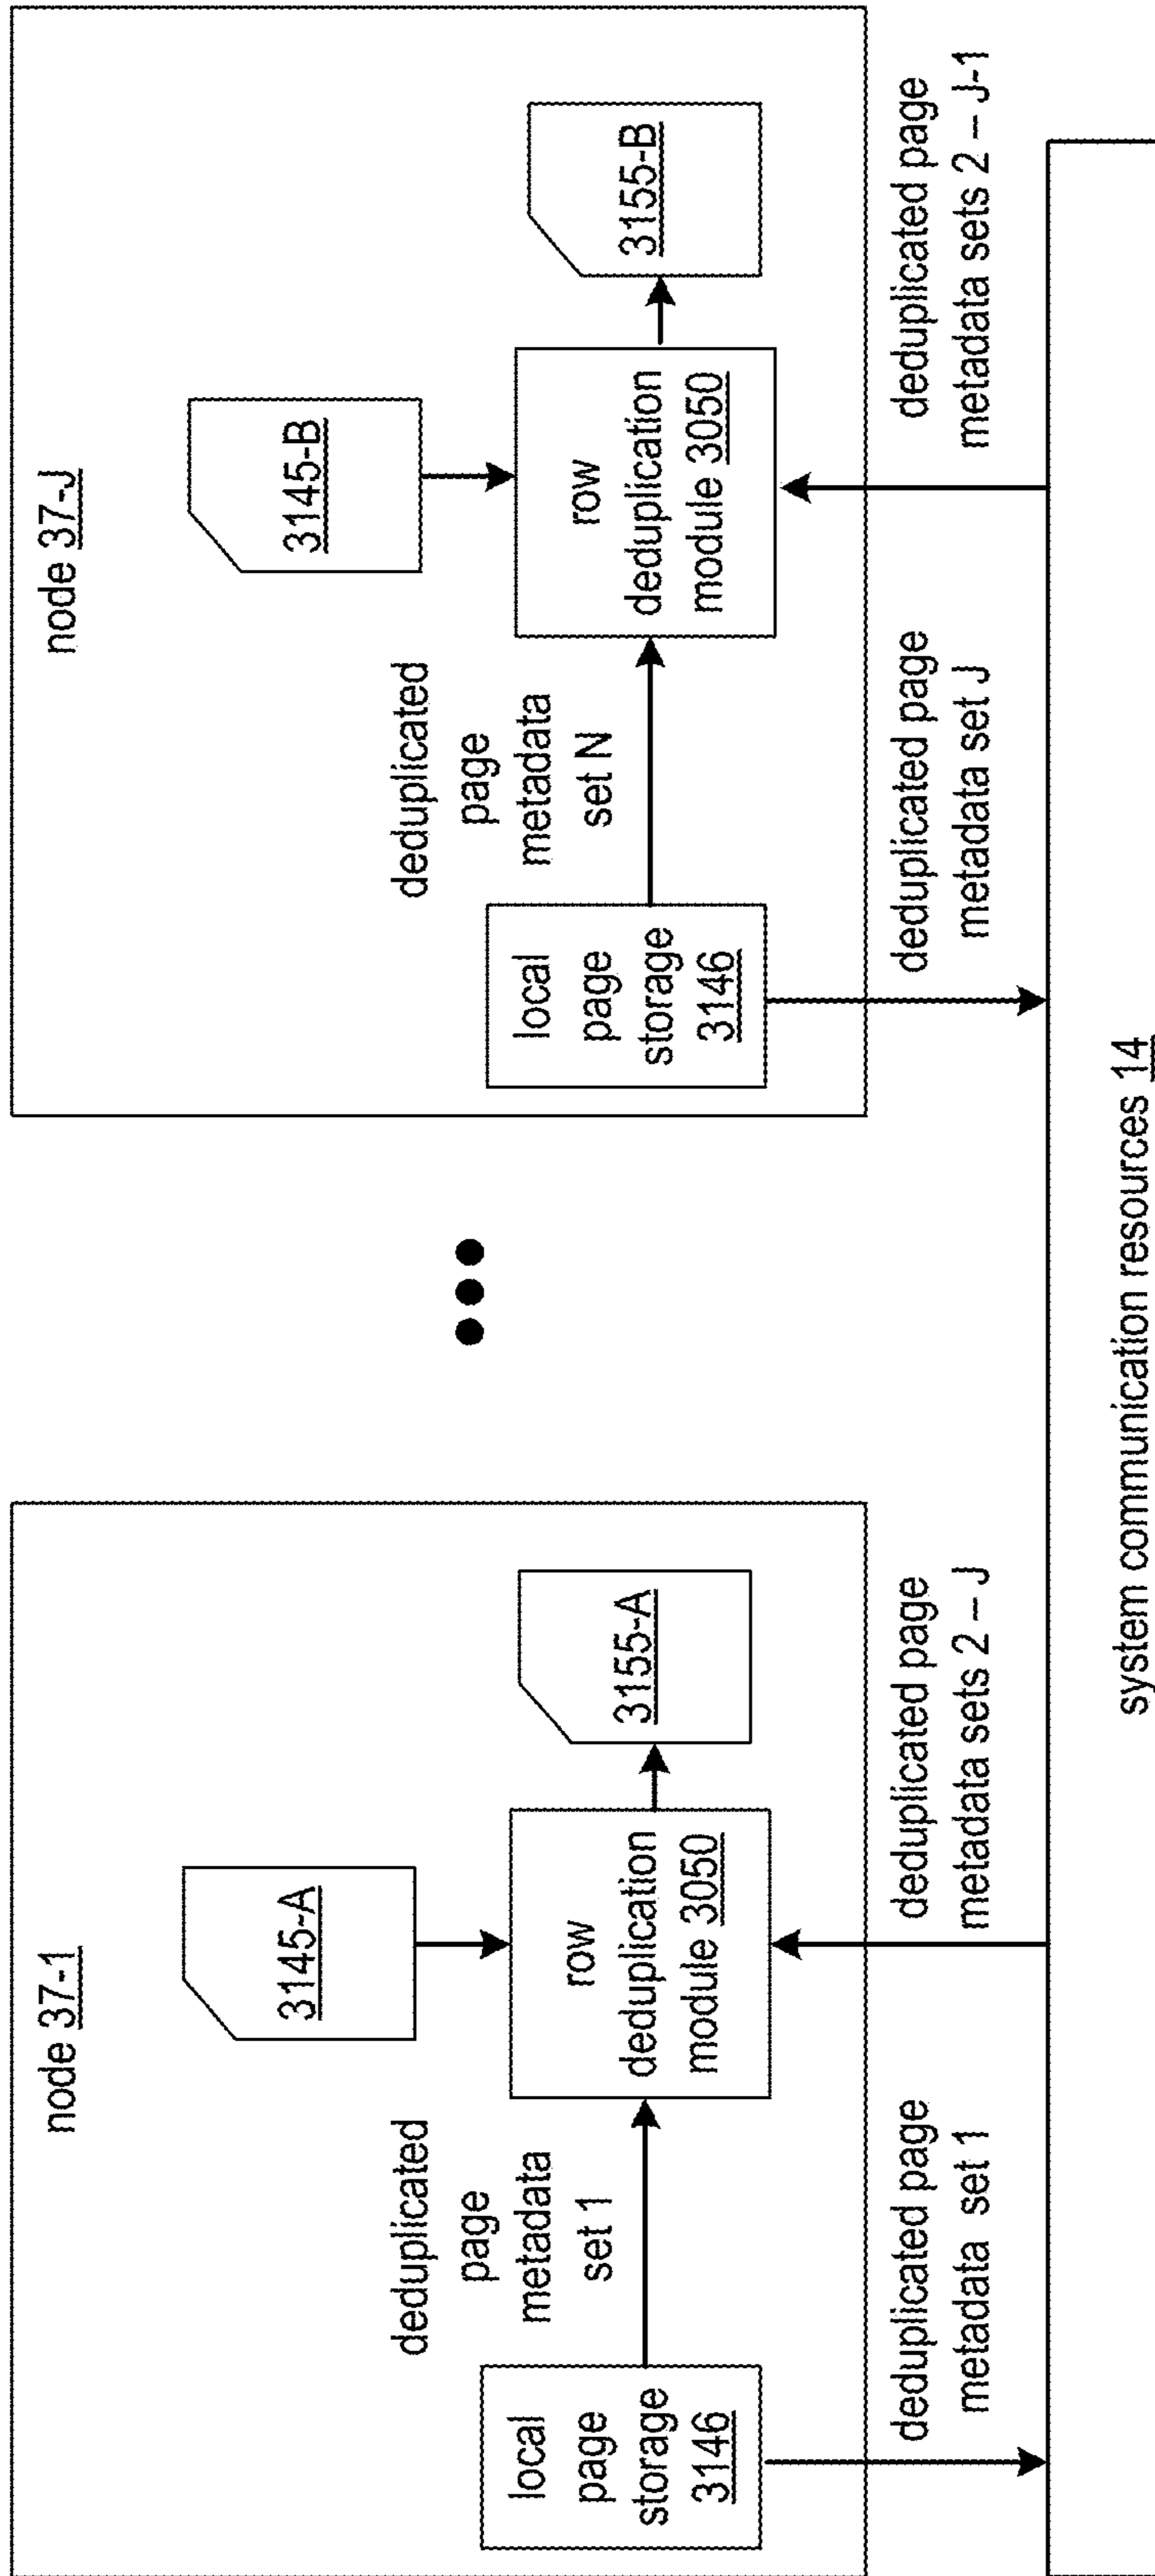 node 37-1
3145-A
deduplicated
page
metadata
set 1
local
page
storage
3146
row
deduplication
module 3050
3155-A
deduplicated page
metadata set 1
deduplicated page
metadata sets 2 – J
node 37-J
3145-B
deduplicated
page
metadata
set N
local
page
storage
3146
row
deduplication
module 3050
3155-B
deduplicated page
metadata set J
deduplicated page
metadata sets 2 – J-1
system communication resources 14